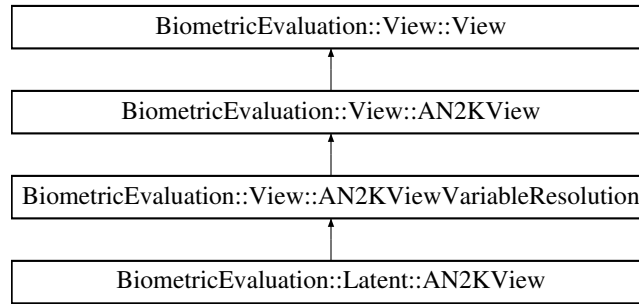 BiometricEvaluation::View::View
BiometricEvaluation::View::AN2KView
BiometricEvaluation::View::AN2KViewVariableResolution
BiometricEvaluation::Latent::AN2KView